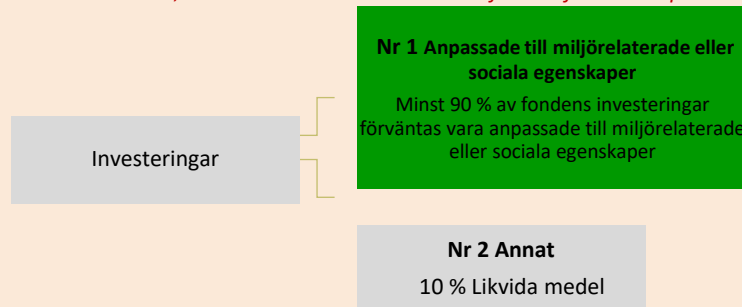 Nr 1 Anpassade till miljörelaterade eller
sociala egenskaper
Minst 90 % av fondens investeringar
förväntas vara anpassade till miljörelaterade
eller sociala egenskaper
Investeringar
Nr 2 Annat
10 % Likvida medel